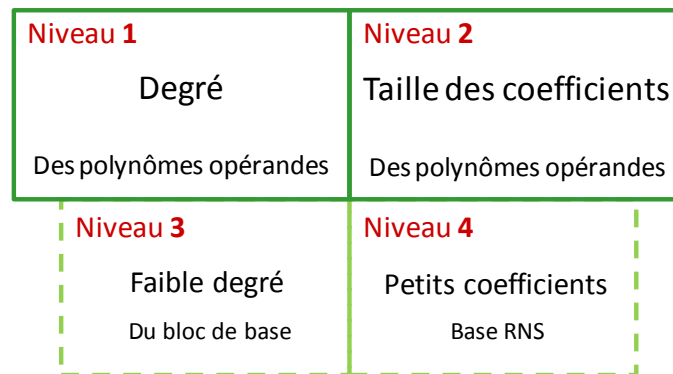 Niveau 1
Degré
Des polynômes opérandes
Niveau 2
Taille des coefficients
Des polynômes opérandes
Niveau 3
Faible degré
Du bloc de base
Niveau 4
Petits coefficients
Base RNS